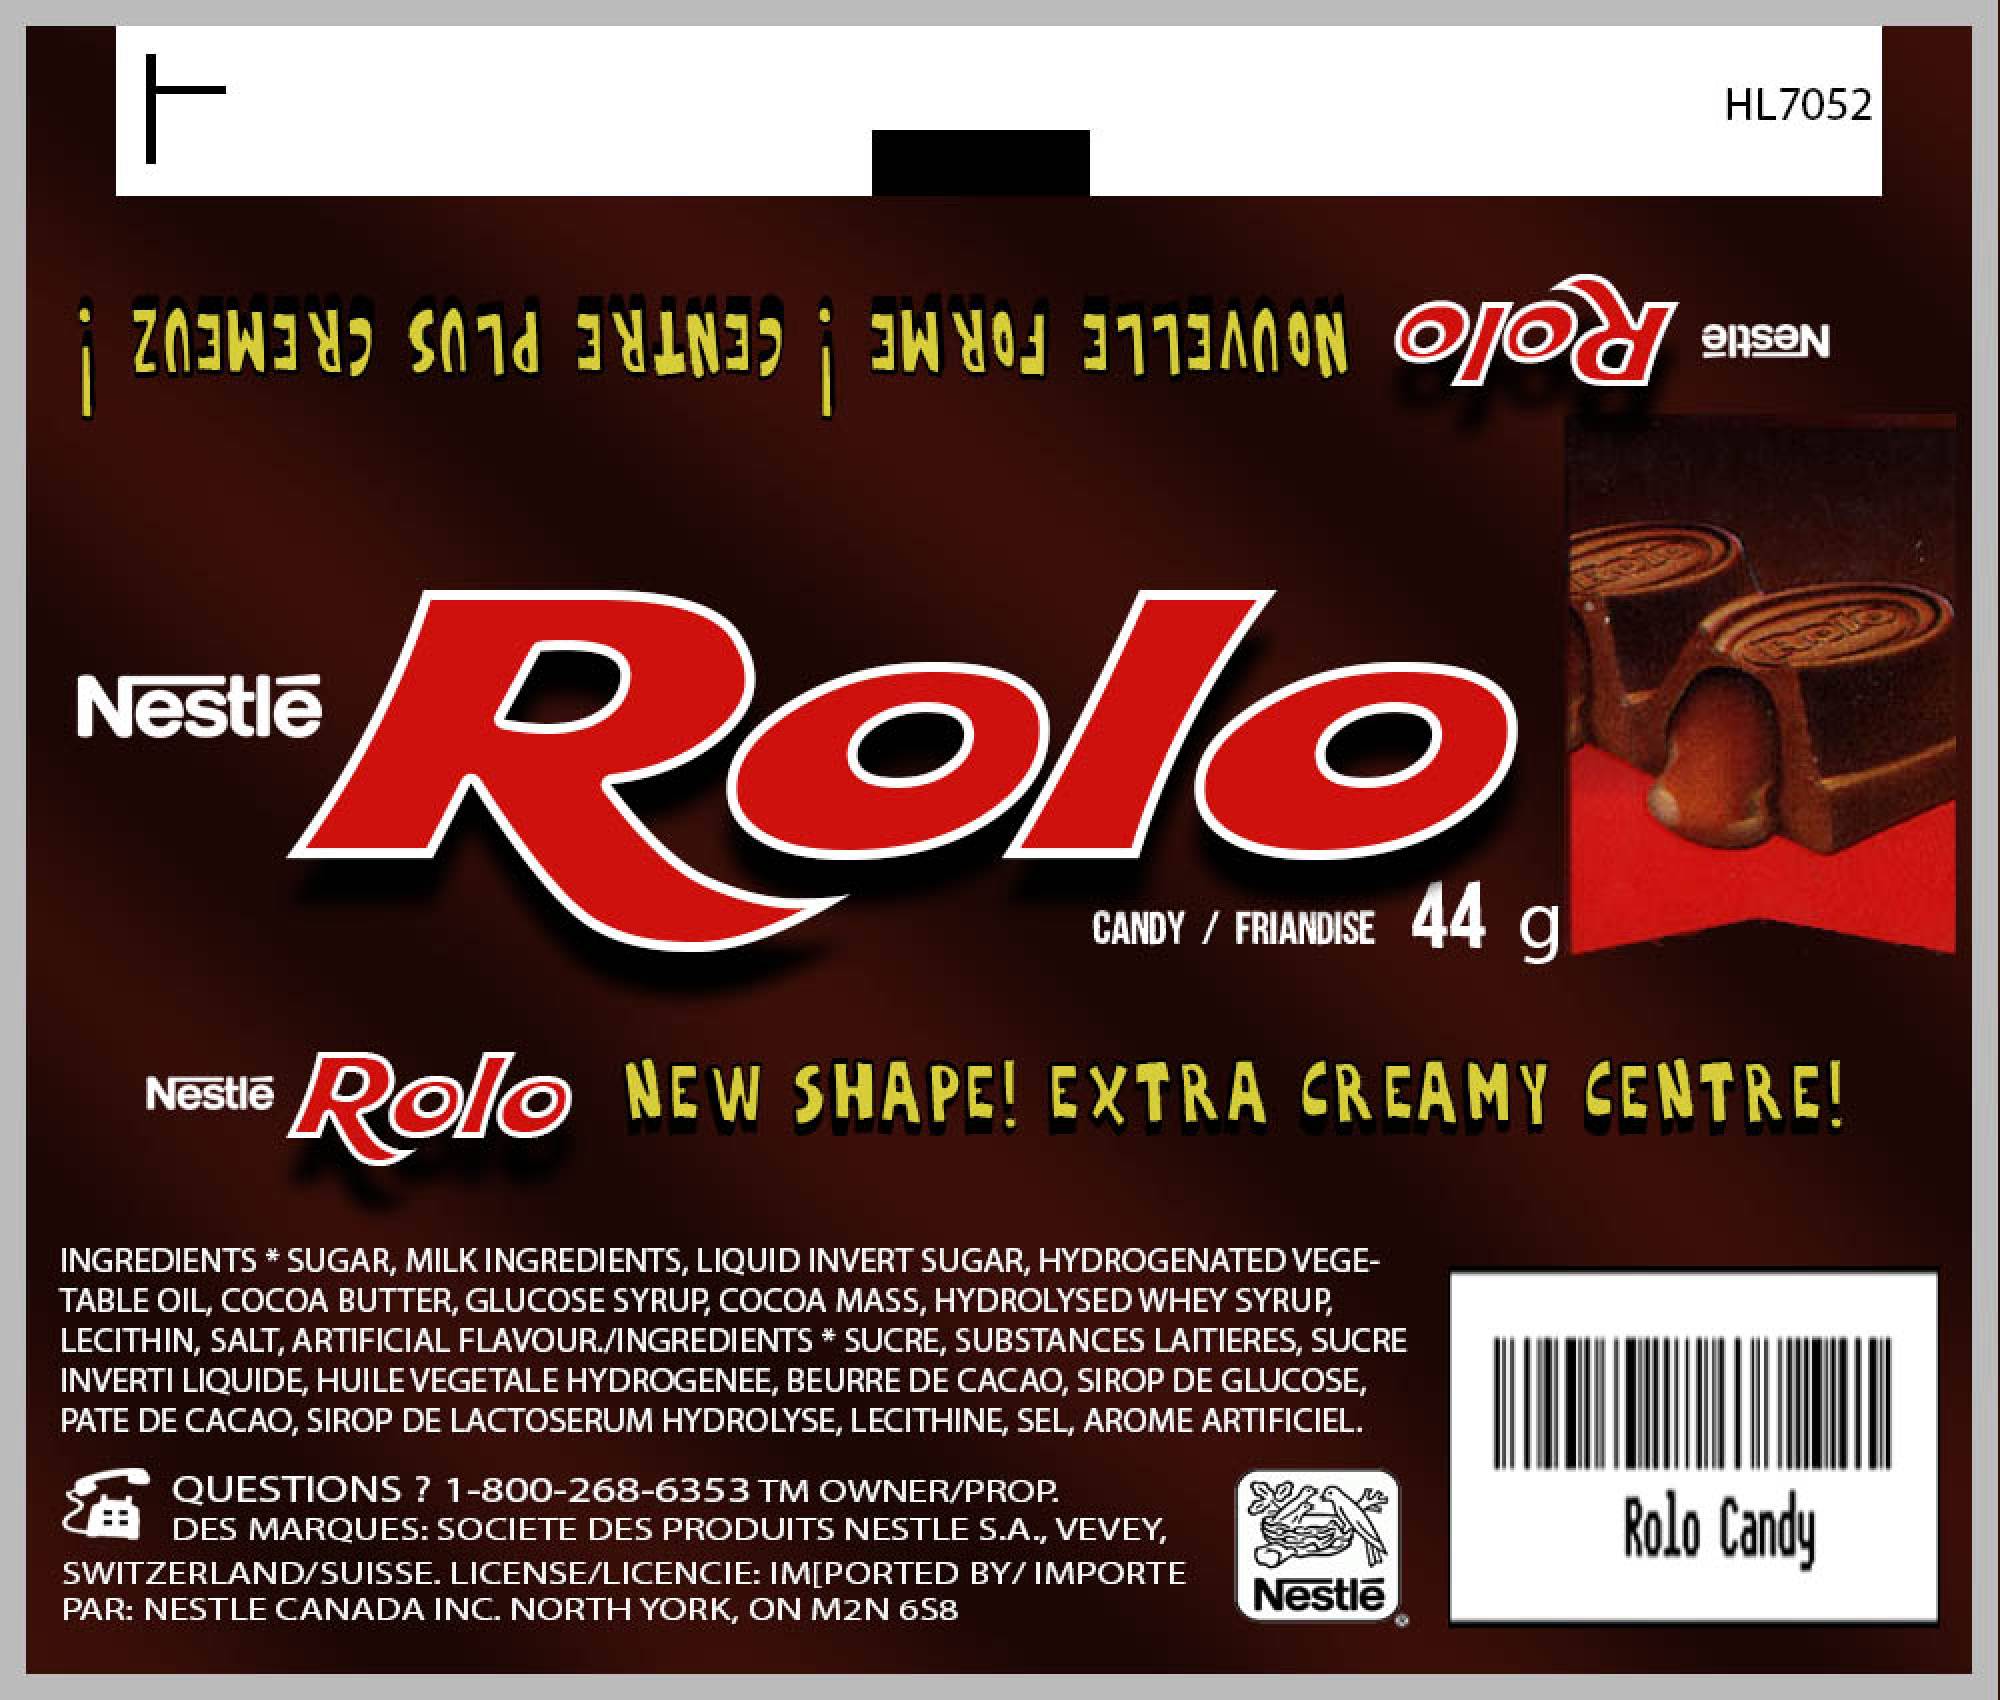 HL7052
Nestlé Rolo NOUVELLE FORME ! CENTRE PLUS CREMEUZ !
Nestlé Rolo
Rolo
Rolo
CANDY / FRIANDISE 44 g
Nestlé Rolo NEW SHAPE! EXTRA CREAMY CENTRE!
INGREDIENTS * SUGAR, MILK INGREDIENTS, LIQUID INVERT SUGAR, HYDROGENATED VEGE-
TABLE OIL, COCOA BUTTER, GLUCOSE SYRUP, COCOA MASS, HYDROLYSED WHEY SYRUP,
LECITHIN, SALT, ARTIFICIAL FLAVOUR./INGREDIENTS * SUCRE, SUBSTANCES LAITIERES, SUCRE
INVERTI LIQUIDE, HUILE VEGETALE HYDROGENEE, BEURRE DE CACAO, SIROP DE GLUCOSE,
PATE DE CACAO, SIROP DE LACTOSERUM HYDROLYSE, LECITHINE, SEL, AROME ARTIFICIEL.
QUESTIONS ? 1-800-268-6353 TM OWNER/PROP.
DES MARQUES: SOCIETE DES PRODUITS NESTLE S.A., VEVEY,
SWITZERLAND/SUISSE. LICENSE/LICENCIE: IM[PORTED BY/ IMPORTE
PAR: NESTLE CANADA INC. NORTH YORK, ON M2N 6S8
Nestlé ®
Rolo Candy